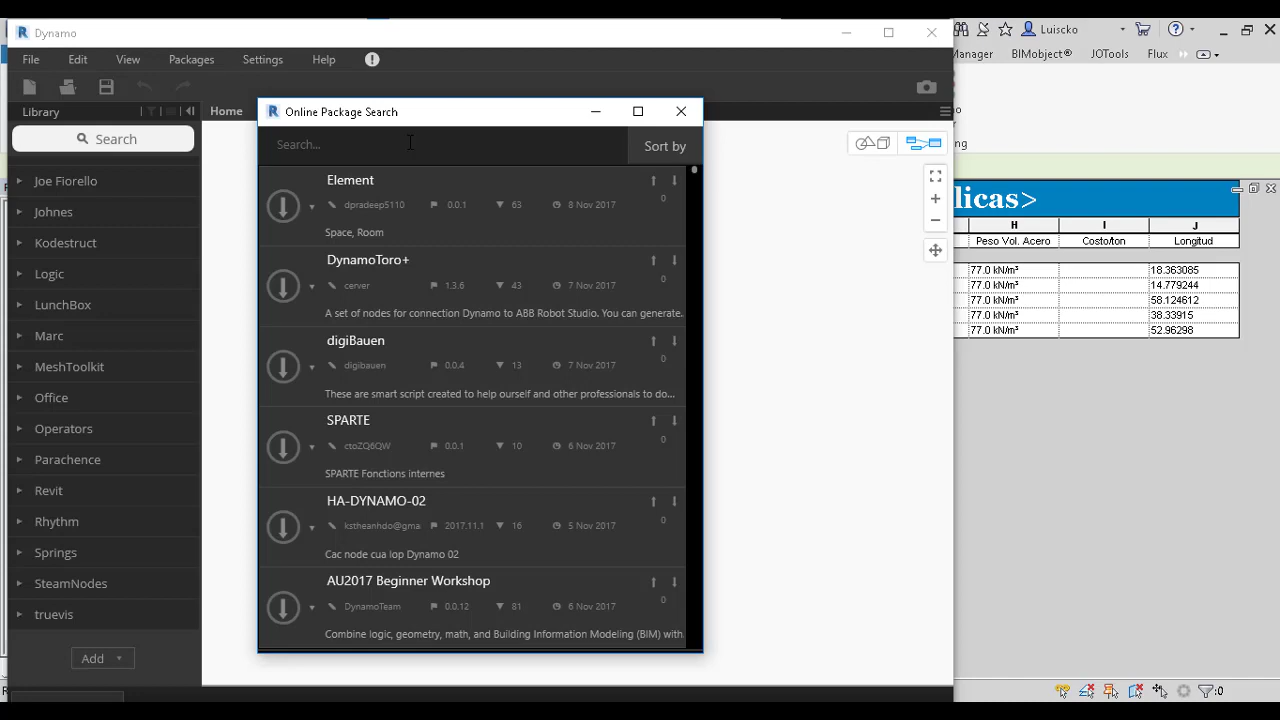 Dynamo
Luiscko
File Edit View Packages Settings Help
Manager BIMobject® JOTools Flux
Library
Home
Online Package Search
Search
Search...
Sort by
Joe Fiorello
Johnes
Kodestruct
Logic
LunchBox
Marc
MeshToolkit
Office
Operators
Parachence
Revit
Rhythm
Springs
SteamNodes
truevis
Add
Element
dpradeep5110 0.0.1 63 8 Nov 2017 0
Space, Room
DynamoToro+
cerver 1.3.6 43 7 Nov 2017 0
A set of nodes for connection Dynamo to ABB Robot Studio. You can generate.
digiBauen
digibauen 0.0.4 13 7 Nov 2017 0
These are smart script created to help ourself and other professionals to do...
SPARTE
ctoZQ6QW 0.0.1 10 6 Nov 2017 0
SPARTE Fonctions internes
HA-DYNAMO-02
kstheanhdo@gma 2017.11.1 16 5 Nov 2017 0
Cac node cua lop Dynamo 02
AU2017 Beginner Workshop
DynamoTeam 0.0.12 81 6 Nov 2017 0
Combine logic, geometry, math, and Building Information Modeling (BIM) with
ng
licas>
H I J
Peso Vol. Acero Costo/ton Longitud
77.0 kN/m³ 18.363085
77.0 kN/m³ 14.779244
77.0 kN/m³ 58.124612
77.0 kN/m³ 38.33915
77.0 kN/m³ 52.96298
:0